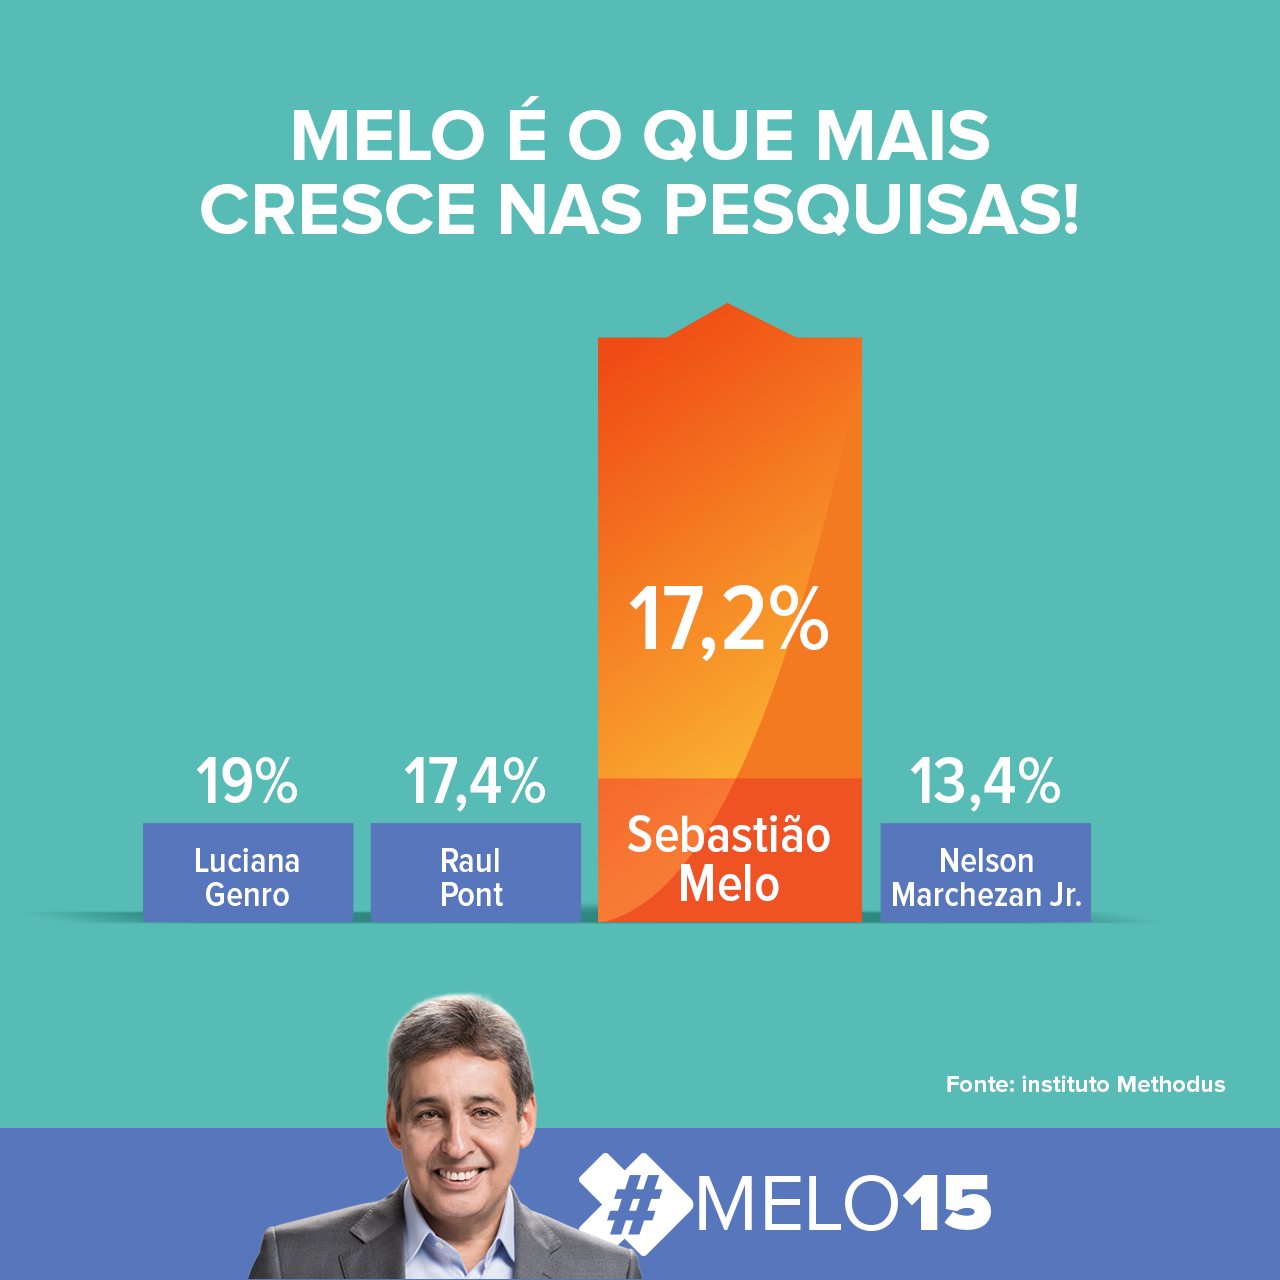 MELO É O QUE MAIS
CRESCE NAS PESQUISAS!
19%
Luciana
Genro
17,4%
Raul
Pont
17,2%
Sebastião
Melo
13,4%
Nelson
Marchezan Jr.
Fonte: instituto Methodus
#MELO15